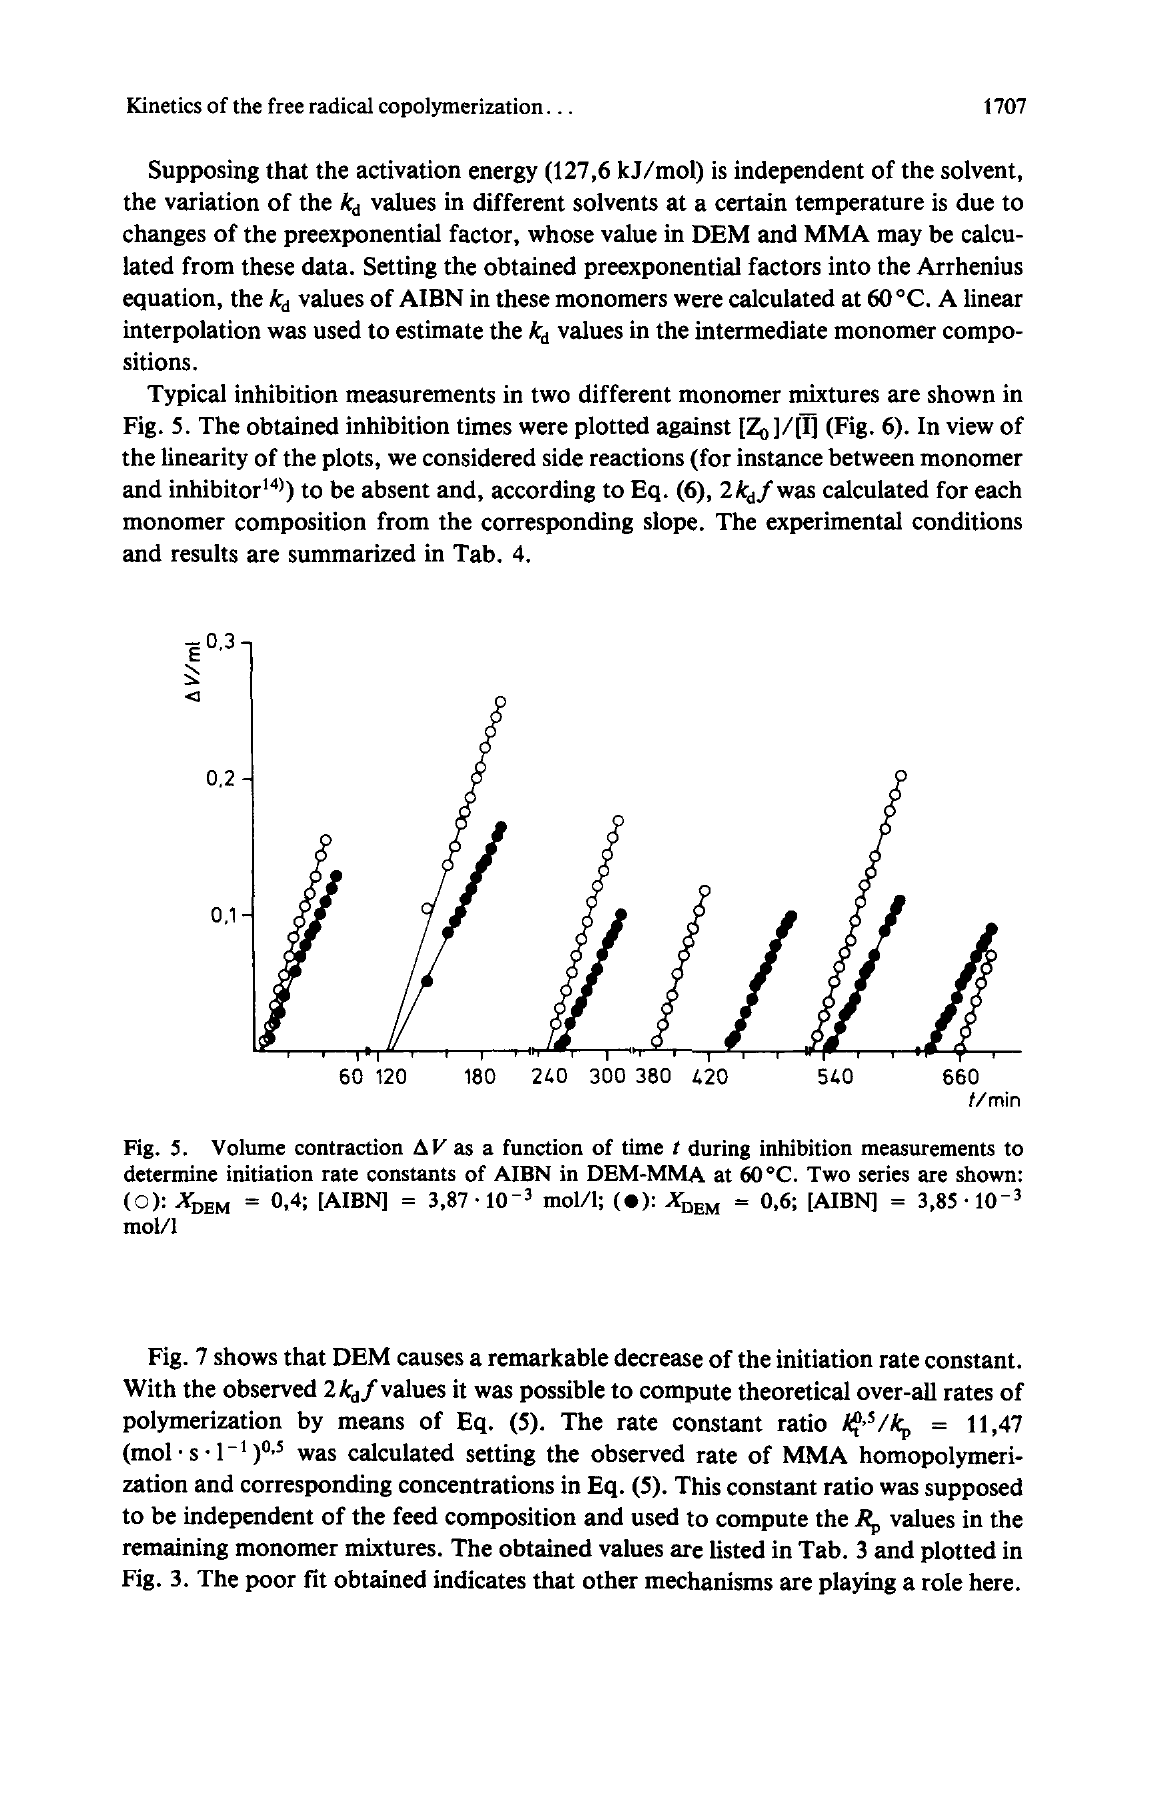 Kinetics of the free radical copolymerization... 1707
Supposing that the activation energy (127,6 kJ/mol) is independent of the solvent,
the variation of the k_d values in different solvents at a certain temperature is due to
changes of the preexponential factor, whose value in DEM and MMA may be calcu-
lated from these data. Setting the obtained preexponential factors into the Arrhenius
equation, the k_d values of AIBN in these monomers were calculated at 60 °C. A linear
interpolation was used to estimate the k_d values in the intermediate monomer compo-
sitions.
Typical inhibition measurements in two different monomer mixtures are shown in
Fig. 5. The obtained inhibition times were plotted against [Z₀]/[Ī] (Fig. 6). In view of
the linearity of the plots, we considered side reactions (for instance between monomer
and inhibitor¹⁴⁾) to be absent and, according to Eq. (6), 2k_d f was calculated for each
monomer composition from the corresponding slope. The experimental conditions
and results are summarized in Tab. 4.
ΔV/ml
0,3
0,2
0,1
60 120 180 240 300 380 420 540 660
t/min
Fig. 5. Volume contraction ΔV as a function of time t during inhibition measurements to
determine initiation rate constants of AIBN in DEM-MMA at 60 °C. Two series are shown:
(○): X_DEM = 0,4; [AIBN] = 3,87 · 10⁻³ mol/l; (●): X_DEM = 0,6; [AIBN] = 3,85 · 10⁻³
mol/l
Fig. 7 shows that DEM causes a remarkable decrease of the initiation rate constant.
With the observed 2k_d f values it was possible to compute theoretical over-all rates of
polymerization by means of Eq. (5). The rate constant ratio k_t^0,5/k_p = 11,47
(mol · s · l⁻¹)^0,5 was calculated setting the observed rate of MMA homopolymeri-
zation and corresponding concentrations in Eq. (5). This constant ratio was supposed
to be independent of the feed composition and used to compute the R_p values in the
remaining monomer mixtures. The obtained values are listed in Tab. 3 and plotted in
Fig. 3. The poor fit obtained indicates that other mechanisms are playing a role here.